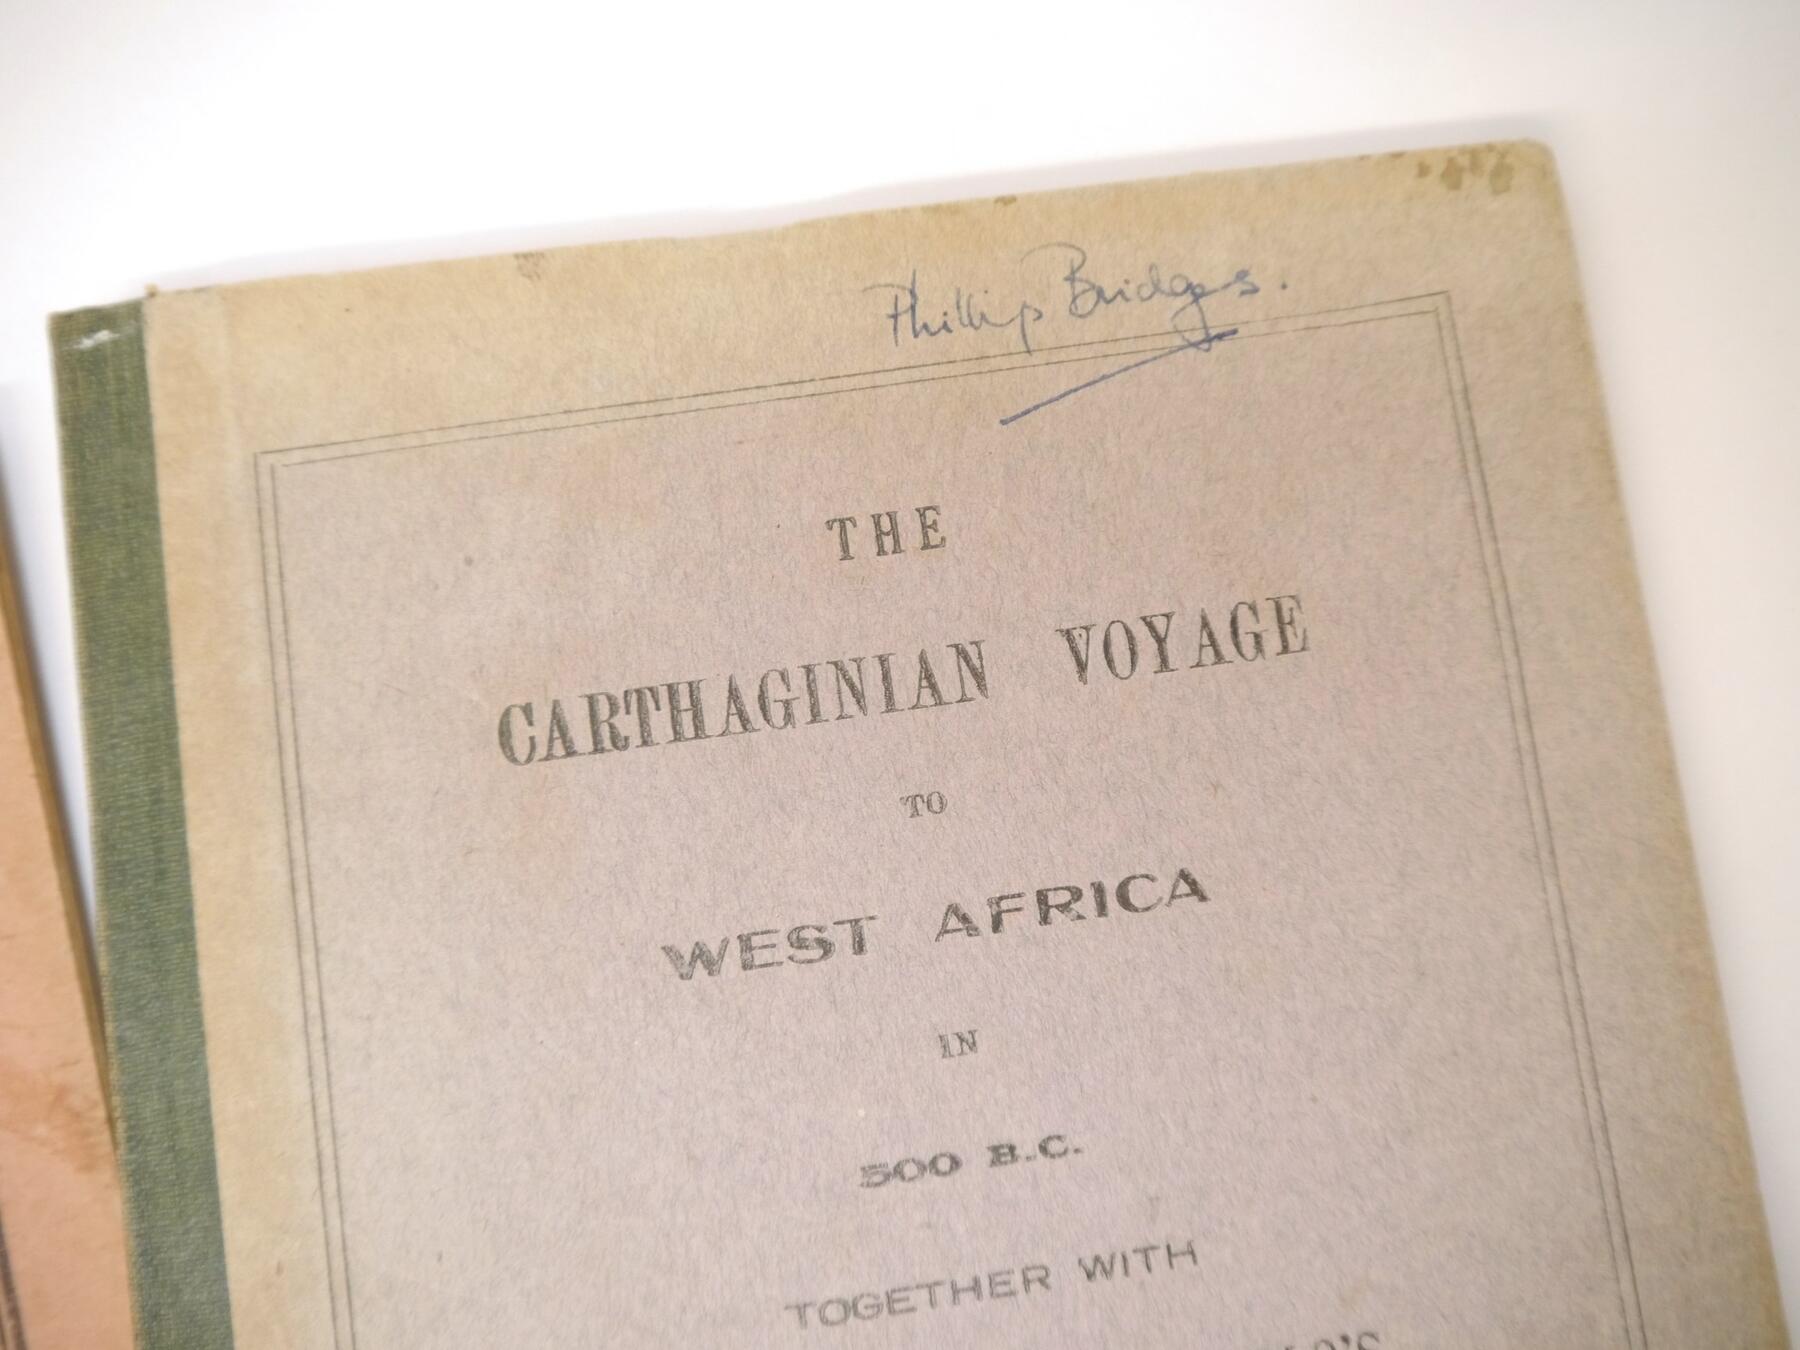 Phillip Bridges.
THE
CARTHAGINIAN VOYAGE
TO
WEST AFRICA
IN
500 B.C.
TOGETHER WITH